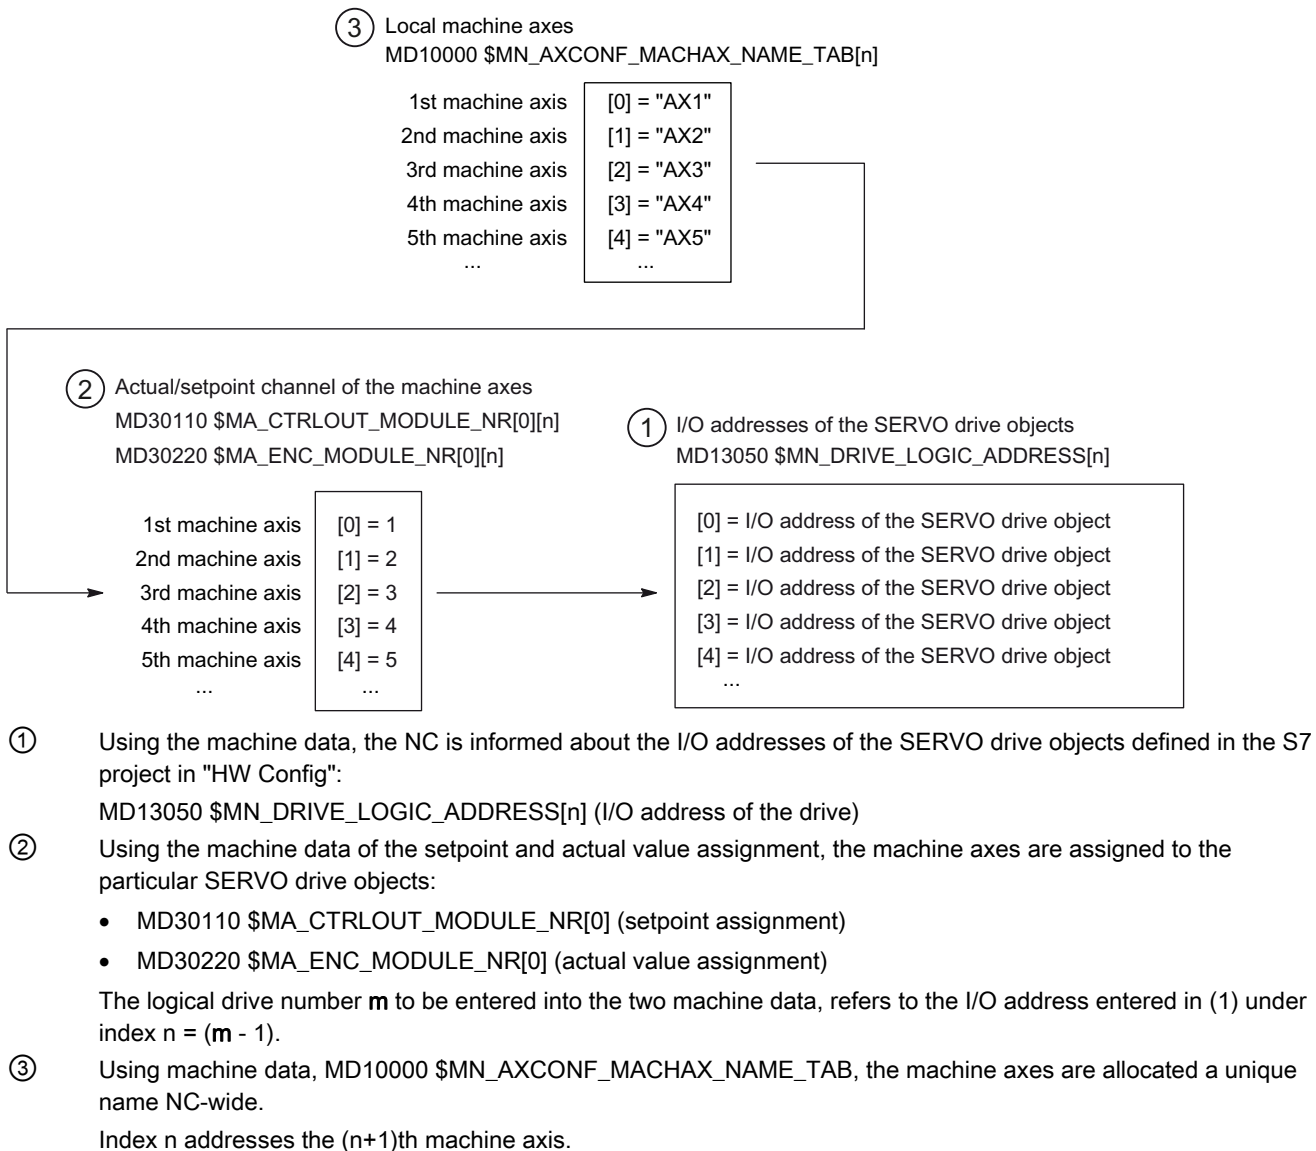 3 Local machine axes
MD10000 $MN_AXCONF_MACHAX_NAME_TAB[n]
1st machine axis [0] = "AX1"
2nd machine axis [1] = "AX2"
3rd machine axis [2] = "AX3"
4th machine axis [3] = "AX4"
5th machine axis [4] = "AX5"
... ...
2 Actual/setpoint channel of the machine axes
MD30110 $MA_CTRLOUT_MODULE_NR[0][n]
MD30220 $MA_ENC_MODULE_NR[0][n]
1st machine axis [0] = 1
2nd machine axis [1] = 2
3rd machine axis [2] = 3
4th machine axis [3] = 4
5th machine axis [4] = 5
... ...
1 I/O addresses of the SERVO drive objects
MD13050 $MN_DRIVE_LOGIC_ADDRESS[n]
[0] = I/O address of the SERVO drive object
[1] = I/O address of the SERVO drive object
[2] = I/O address of the SERVO drive object
[3] = I/O address of the SERVO drive object
[4] = I/O address of the SERVO drive object
...
① Using the machine data, the NC is informed about the I/O addresses of the SERVO drive objects defined in the S7
project in "HW Config":
MD13050 $MN_DRIVE_LOGIC_ADDRESS[n] (I/O address of the drive)
② Using the machine data of the setpoint and actual value assignment, the machine axes are assigned to the
particular SERVO drive objects:
• MD30110 $MA_CTRLOUT_MODULE_NR[0] (setpoint assignment)
• MD30220 $MA_ENC_MODULE_NR[0] (actual value assignment)
The logical drive number m to be entered into the two machine data, refers to the I/O address entered in (1) under
index n = (m - 1).
③ Using machine data, MD10000 $MN_AXCONF_MACHAX_NAME_TAB, the machine axes are allocated a unique
name NC-wide.
Index n addresses the (n+1)th machine axis.